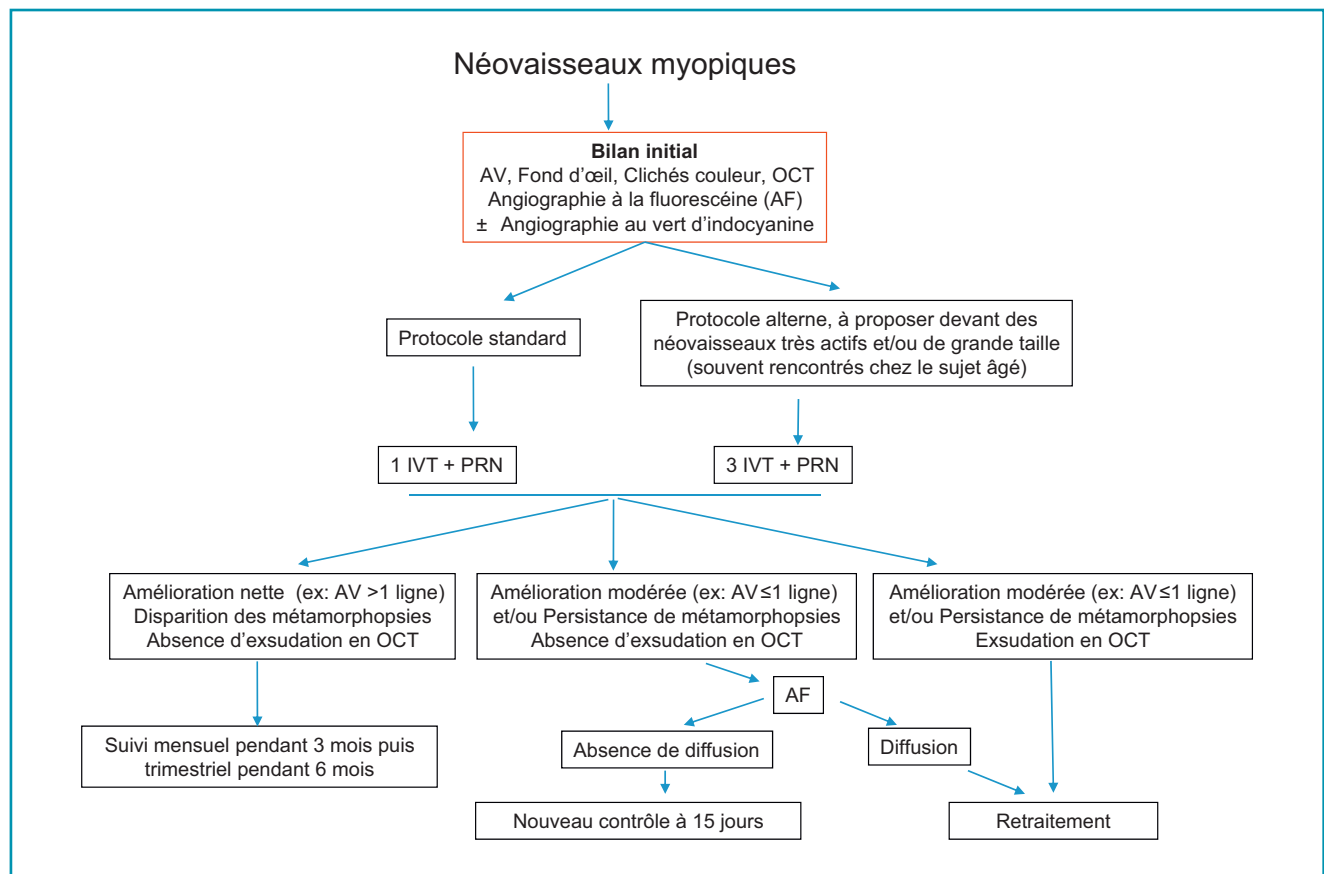 Néovaisseaux myopiques
Bilan initial
AV, Fond d'œil, Clichés couleur, OCT
Angiographie à la fluorescéine (AF)
± Angiographie au vert d'indocyanine
Protocole standard
Protocole alterne, à proposer devant des
néovaisseaux très actifs et/ou de grande taille
(souvent rencontrés chez le sujet âgé)
1 IVT + PRN
3 IVT + PRN
Amélioration nette (ex: AV >1 ligne)
Disparition des métamorphopsies
Absence d'exsudation en OCT
Amélioration modérée (ex: AV≤1 ligne)
et/ou Persistance de métamorphopsies
Absence d'exsudation en OCT
Amélioration modérée (ex: AV≤1 ligne)
et/ou Persistance de métamorphopsies
Exsudation en OCT
AF
Suivi mensuel pendant 3 mois puis
trimestriel pendant 6 mois
Absence de diffusion
Diffusion
Nouveau contrôle à 15 jours
Retraitement